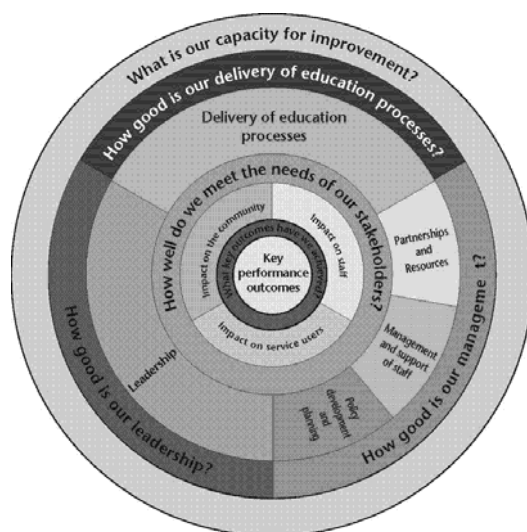 What is our capacity for improvement?
How good is our delivery of education processes?
Delivery of education
processes
How well do we meet the needs of our stakeholders?
Impact on the community
Impact on staff
What key outcomes have we achieved?
Key
performance
outcomes
Impact on service users
Partnerships
and
Resources
Management
and support
of staff
Policy
development
and
planning
Leadership
How good is our leadership?
How good is our manageme t?